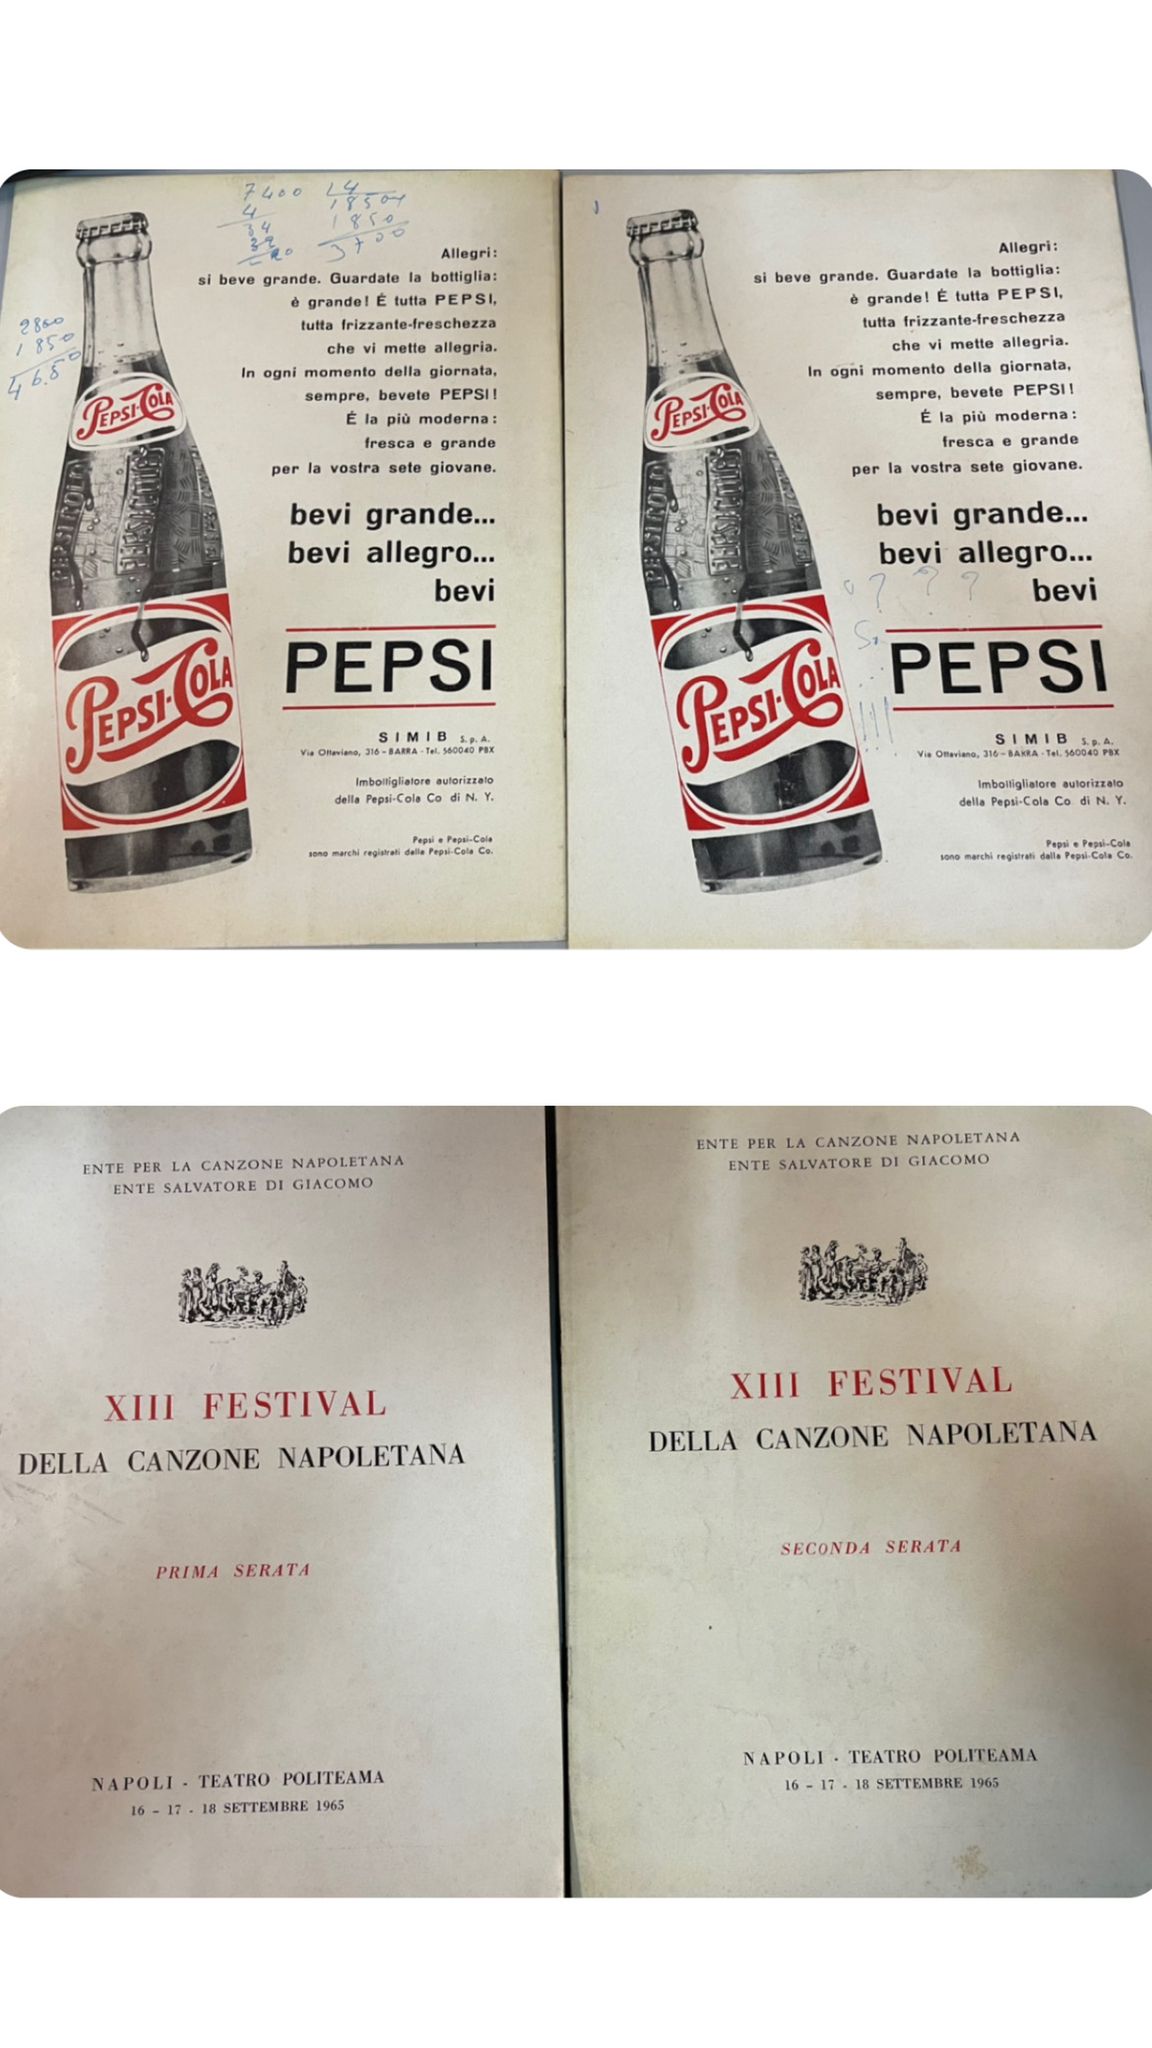 7400
4
34
32
14
1850
1850
3700
2800
1850
46.50
Allegri:
si beve grande. Guardate la bottiglia:
è grande! É tutta PEPSI,
tutta frizzante-freschezza
che vi mette allegria.
In ogni momento della giornata,
sempre, bevete PEPSI!
É la più moderna:
fresca e grande
per la vostra sete giovane.
bevi grande...
bevi allegro...
bevi
PEPSI
SIMIB S.p.A.
Via Ottaviano, 316 - BARRA - Tel. 560040 PBX
Imbottigliatore autorizzato
della Pepsi-Cola Co di N. Y.
Pepsi e Pepsi-Cola
sono marchi registrati della Pepsi-Cola Co.
PEPSI-COLA
PEPSI COLA
PEPSI-COLA
PEPSI-COLA
Allegri:
si beve grande. Guardate la bottiglia:
è grande! É tutta PEPSI,
tutta frizzante-freschezza
che vi mette allegria.
In ogni momento della giornata,
sempre, bevete PEPSI!
É la più moderna:
fresca e grande
per la vostra sete giovane.
bevi grande...
bevi allegro...
? ? ?
bevi
PEPSI
!!!
SIMIB S.p.A.
Via Ottaviano, 316 - BARRA - Tel. 560040 PBX
Imbottigliatore autorizzato
della Pepsi-Cola Co di N. Y.
Pepsi e Pepsi-Cola
sono marchi registrati dalla Pepsi-Cola Co.
PEPSI-COLA
PEPSI COLA
PEPSI-COLA
PEPSI-COLA
ENTE PER LA CANZONE NAPOLETANA
ENTE SALVATORE DI GIACOMO
XIII FESTIVAL
DELLA CANZONE NAPOLETANA
PRIMA SERATA
NAPOLI - TEATRO POLITEAMA
16 - 17 - 18 SETTEMBRE 1965
ENTE PER LA CANZONE NAPOLETANA
ENTE SALVATORE DI GIACOMO
XIII FESTIVAL
DELLA CANZONE NAPOLETANA
SECONDA SERATA
NAPOLI - TEATRO POLITEAMA
16 - 17 - 18 SETTEMBRE 1965